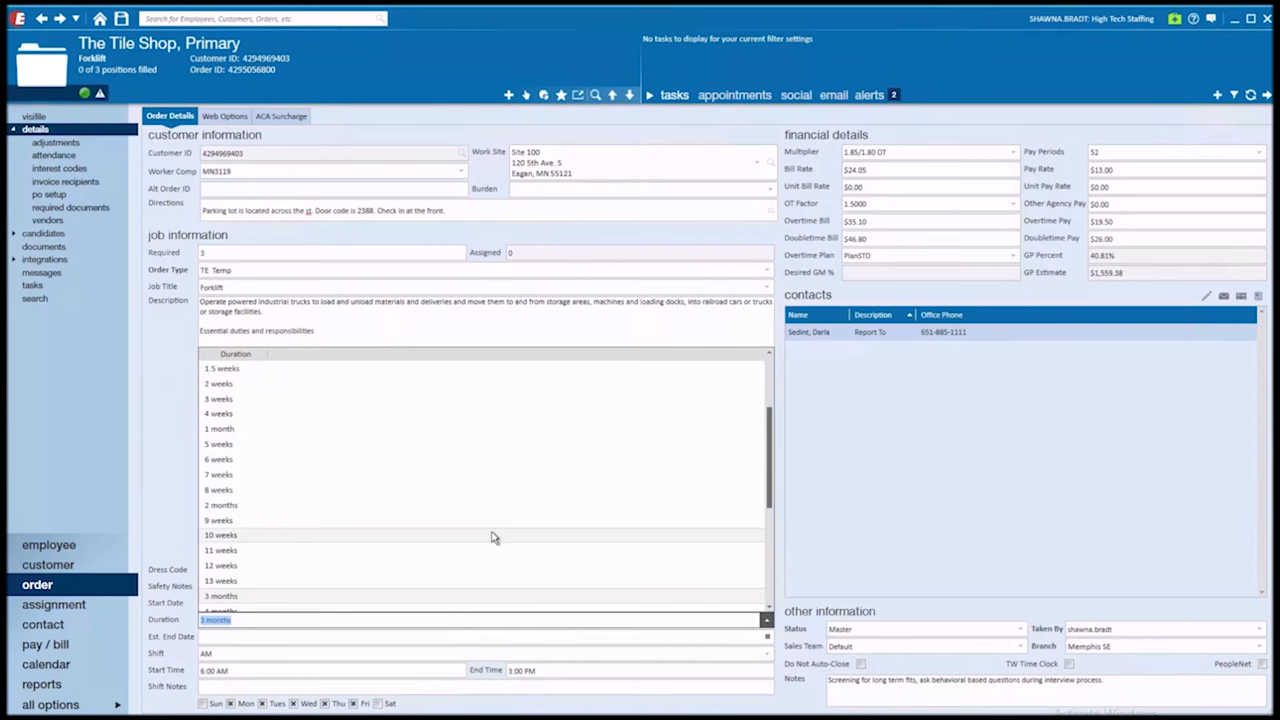 E
Search for Employees, Customers, Orders, etc
SHAWNA.BRADT: High Tech Staffing
The Tile Shop, Primary
Forklift
Customer ID: 4294969403
0 of 3 positions filled
Order ID: 4295056800
No tasks to display for your current filter settings
tasks appointments social email alerts 2
visifile
details
adjustments
attendance
interest codes
invoice recipients
po setup
required documents
vendors
candidates
documents
integrations
messages
tasks
search
employee
customer
order
assignment
contact
pay / bill
calendar
reports
all options
Order Details Web Options ACA Surcharge
customer information
Customer ID 4294969403
Work Site Site 100
120 5th Ave. S
Eagan, MN 55121
Worker Comp MN3119
Alt Order ID
Burden
Directions Parking lot is located across the st. Door code is 2388. Check in at the front.
job information
Required 3 Assigned 0
Order Type TE Temp
Job Title Forklift
Description Operate powered industrial trucks to load and unload materials and deliveries and move them to and from storage areas, machines and loading docks, into railroad cars or trucks
or storage facilities.
Essential duties and responsibilities
Duration
1.5 weeks
2 weeks
3 weeks
4 weeks
1 month
5 weeks
6 weeks
7 weeks
8 weeks
2 months
9 weeks
10 weeks
11 weeks
12 weeks
13 weeks
3 months
Dress Code
Safety Notes
Start Date
Duration 3 months
Est. End Date
Shift AM
Start Time 6:00 AM End Time 3:00 PM
Shift Notes
Sun Mon Tues Wed Thu Fri Sat
financial details
Multiplier 1.85/1.80 OT Pay Periods 52
Bill Rate $24.05 Pay Rate $13.00
Unit Bill Rate $0.00 Unit Pay Rate $0.00
OT Factor 1.5000 Other Agency Pay $0.00
Overtime Bill $35.10 Overtime Pay $19.50
Doubletime Bill $46.80 Doubletime Pay $26.00
Overtime Plan PlanSTD GP Percent 40.81%
Desired GM % GP Estimate $1,559.38
contacts
Name Description Office Phone
Sedint, Darla Report To 651-885-1111
other information
Status Master Taken By shawna.bradt
Sales Team Default Branch Memphis SE
Do Not Auto-Close TW Time Clock PeopleNet
Notes Screening for long term fits, ask behavioral based questions during interview process.